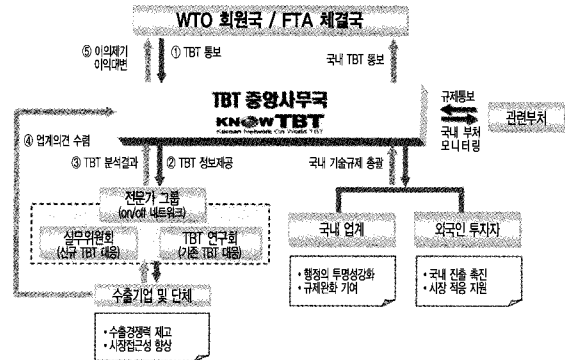 WTO 회원국 / FTA 체결국
⑤ 이의제기
이익대변
① TBT 통보
국내 TBT 통보
TBT 중앙사무국
KNOW TBT
Korean Network On World TBT
규제통보
관련부처
국내 부처
모니터링
④ 업계의견 수렴
③ TBT 분석결과
② TBT 정보제공
국내 기술규제 총괄
전문가 그룹
(on/off 네트워크)
실무위원회
(신규 TBT 대응)
TBT 연구회
(기존 TBT 대응)
국내 업계
외국인 투자자
• 행정의 투명성강화
• 규제완화 기여
• 국내 진출 촉진
• 시장 적응 지원
수출기업 및 단체
• 수출경쟁력 제고
• 시장접근성 향상